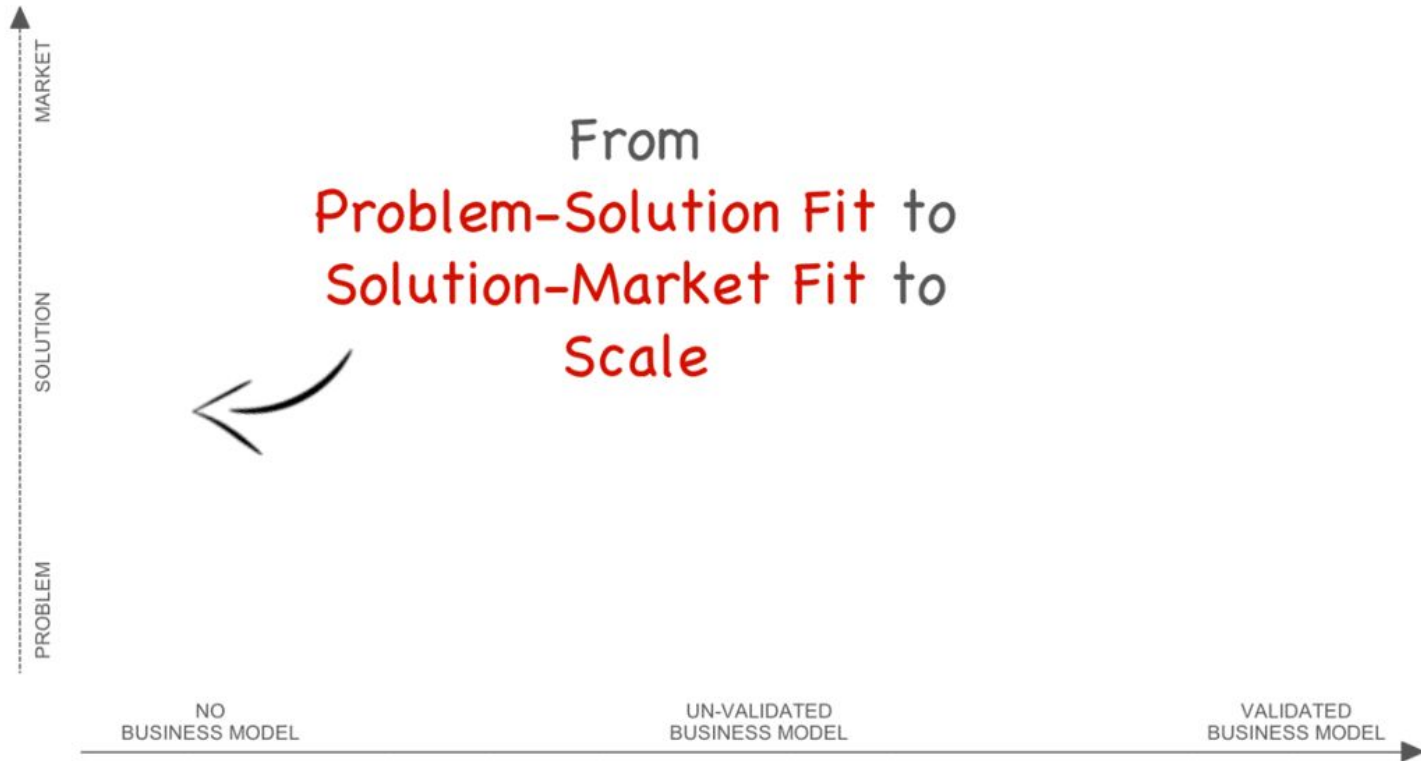 MARKET
SOLUTION
PROBLEM
From
Problem-Solution Fit to
Solution-Market Fit to
Scale
NO
BUSINESS MODEL
UN-VALIDATED
BUSINESS MODEL
VALIDATED
BUSINESS MODEL